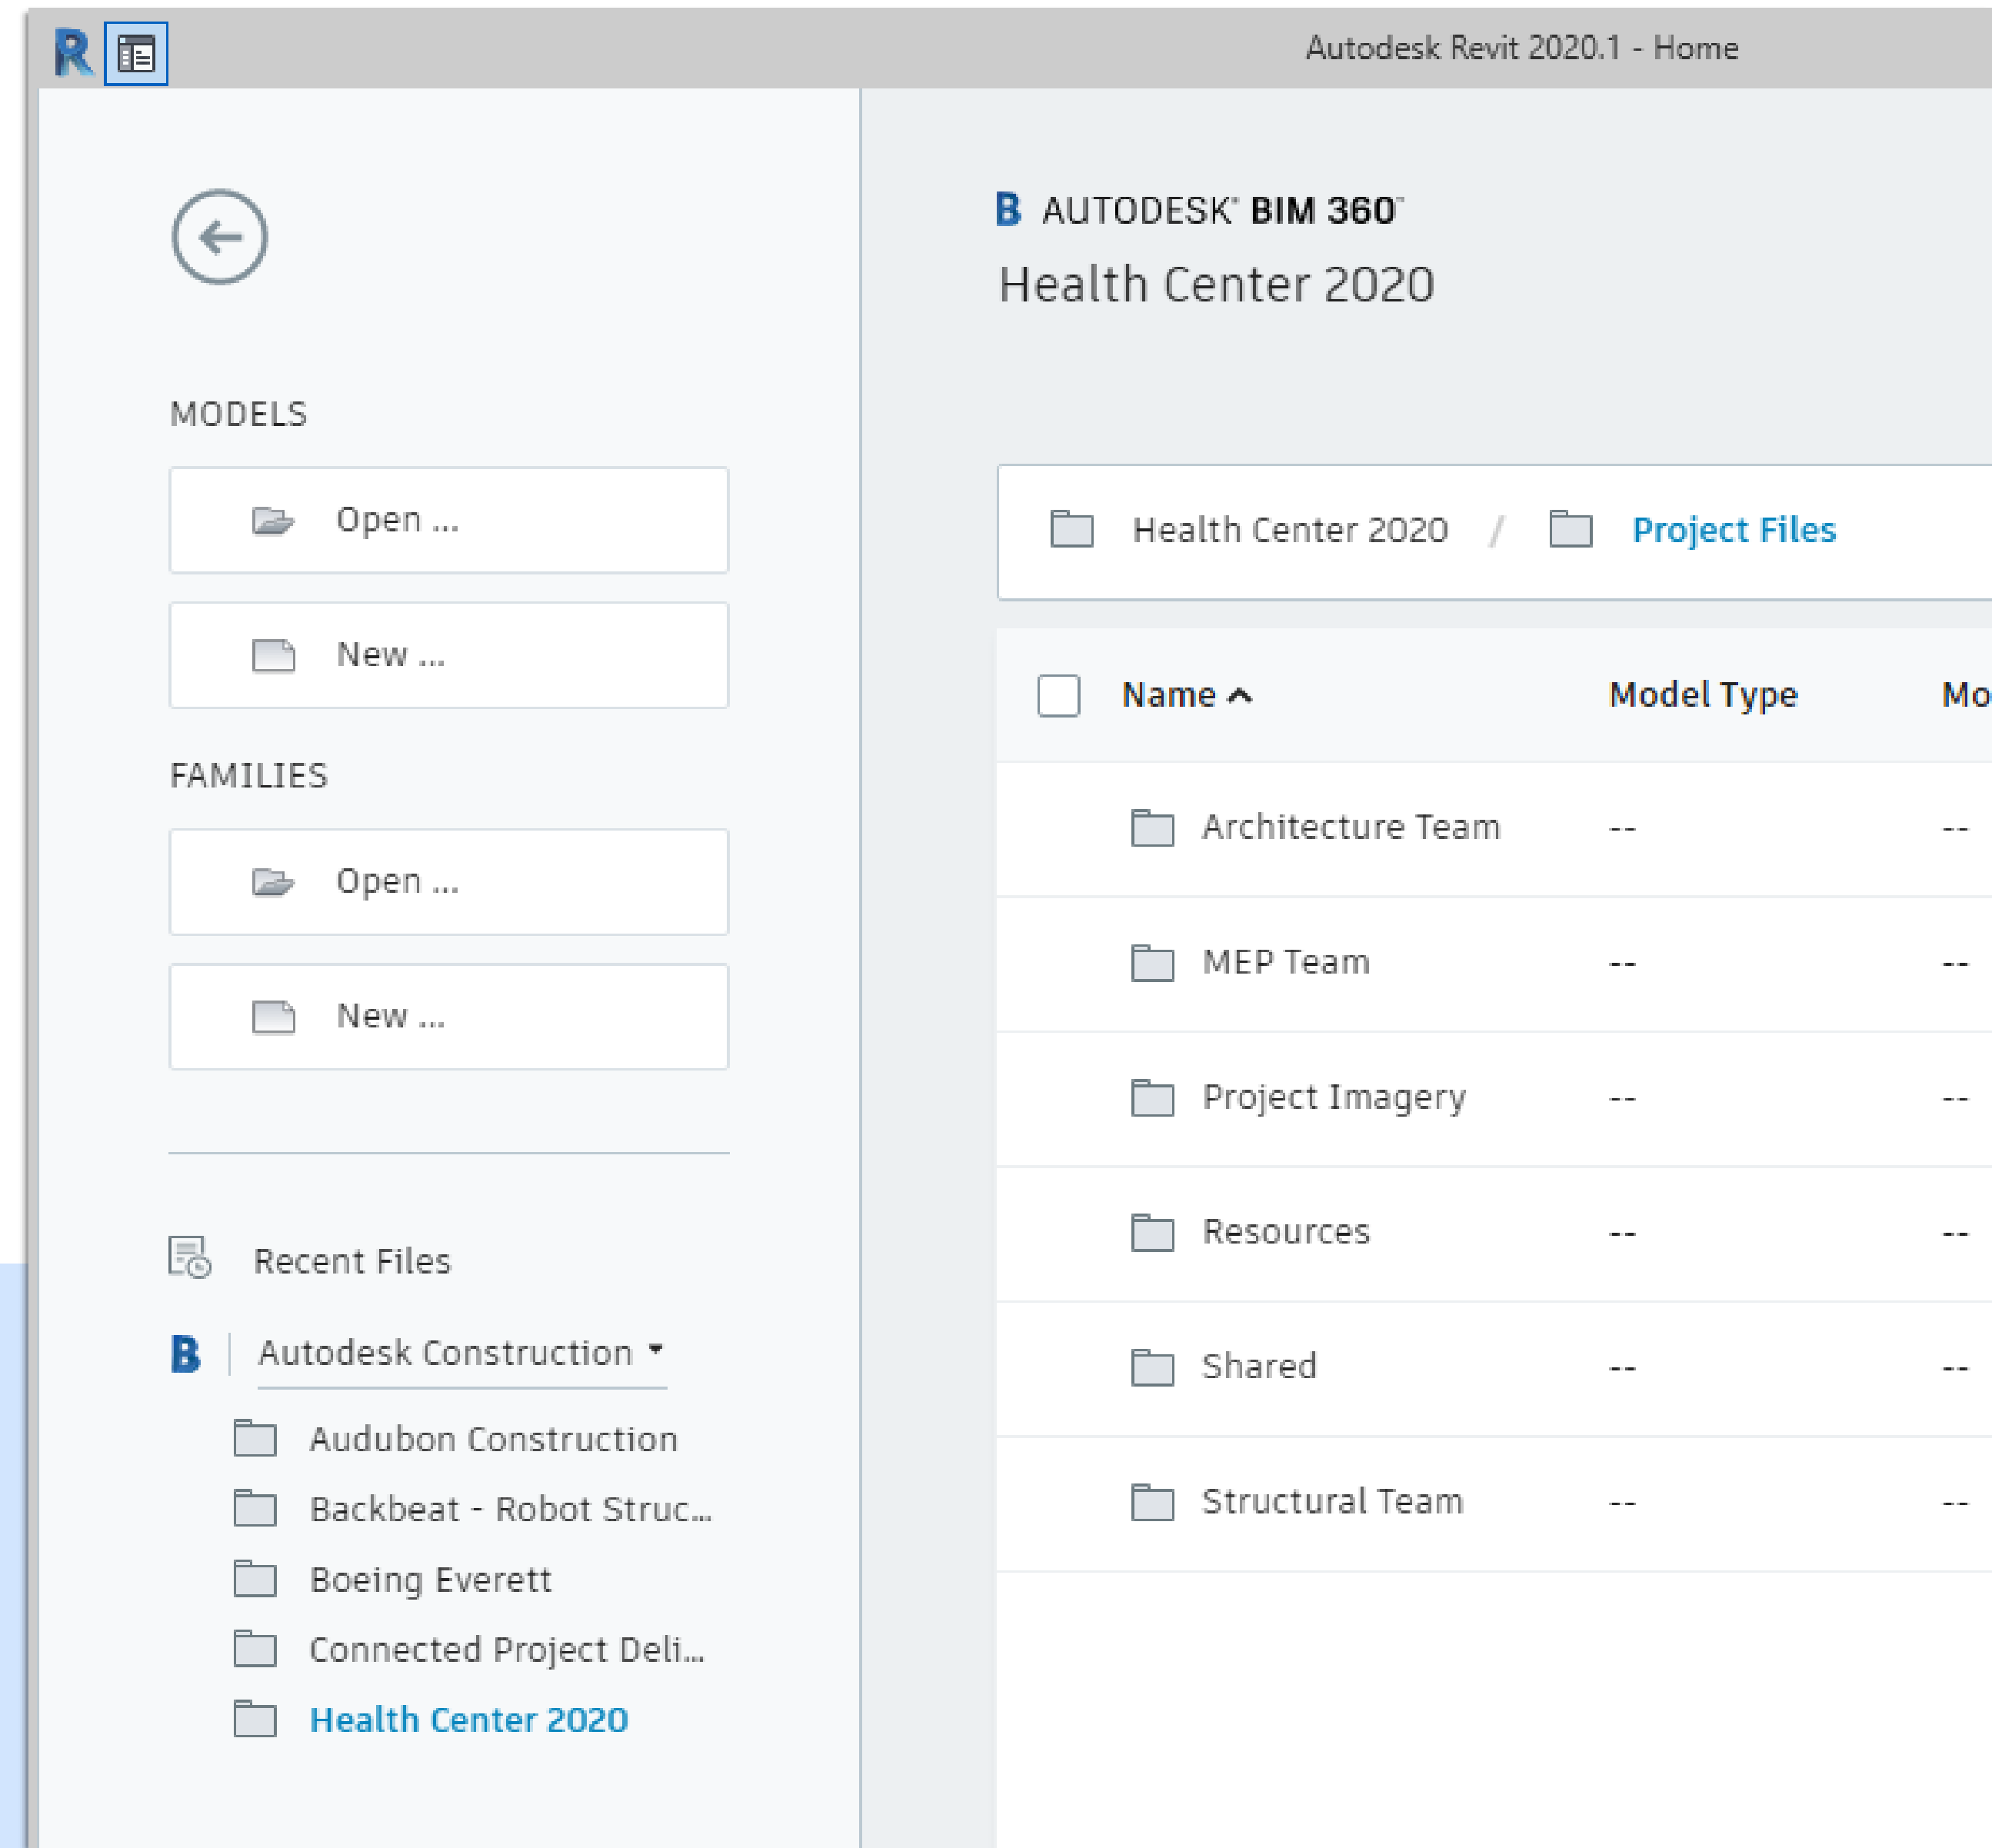 Autodesk Revit 2020.1 - Home
MODELS
Open ...
New ...
FAMILIES
Open ...
New ...
Recent Files
B Autodesk Construction
Audubon Construction
Backbeat - Robot Struc...
Boeing Everett
Connected Project Deli...
Health Center 2020
B AUTODESK® BIM 360™
Health Center 2020
Health Center 2020 / Project Files
Name Model Type
Architecture Team -- --
MEP Team -- --
Project Imagery -- --
Resources -- --
Shared -- --
Structural Team -- --